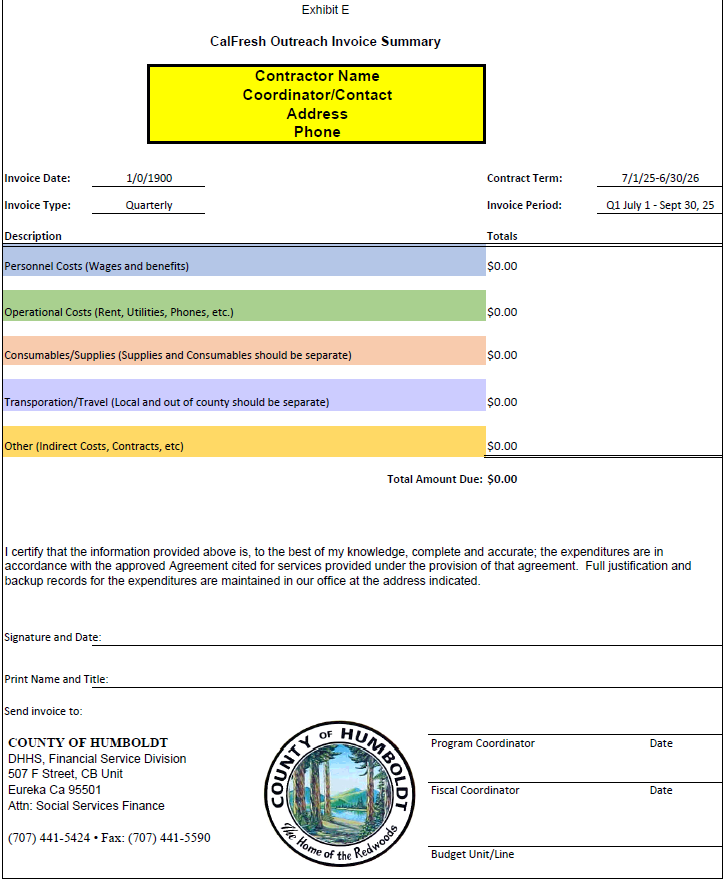 Exhibit E
CalFresh Outreach Invoice Summary
Contractor Name
Coordinator/Contact
Address
Phone
Invoice Date: 1/0/1900 Contract Term: 7/1/25-6/30/26
Invoice Type: Quarterly Invoice Period: Q1 July 1 - Sept 30, 25
Description Totals
Personnel Costs (Wages and benefits) $0.00
Operational Costs (Rent, Utilities, Phones, etc.) $0.00
Consumables/Supplies (Supplies and Consumables should be separate) $0.00
Transporation/Travel (Local and out of county should be separate) $0.00
Other (Indirect Costs, Contracts, etc) $0.00
Total Amount Due: $0.00
I certify that the information provided above is, to the best of my knowledge, complete and accurate; the expenditures are in
accordance with the approved Agreement cited for services provided under the provision of that agreement. Full justification and
backup records for the expenditures are maintained in our office at the address indicated.
Signature and Date:
Print Name and Title:
Send invoice to:
COUNTY OF HUMBOLDT
DHHS, Financial Service Division
507 F Street, CB Unit
Eureka Ca 95501
Attn: Social Services Finance
(707) 441-5424 • Fax: (707) 441-5590
COUNTY OF HUMBOLDT
The Home of the Redwoods
Program Coordinator Date
Fiscal Coordinator Date
Budget Unit/Line